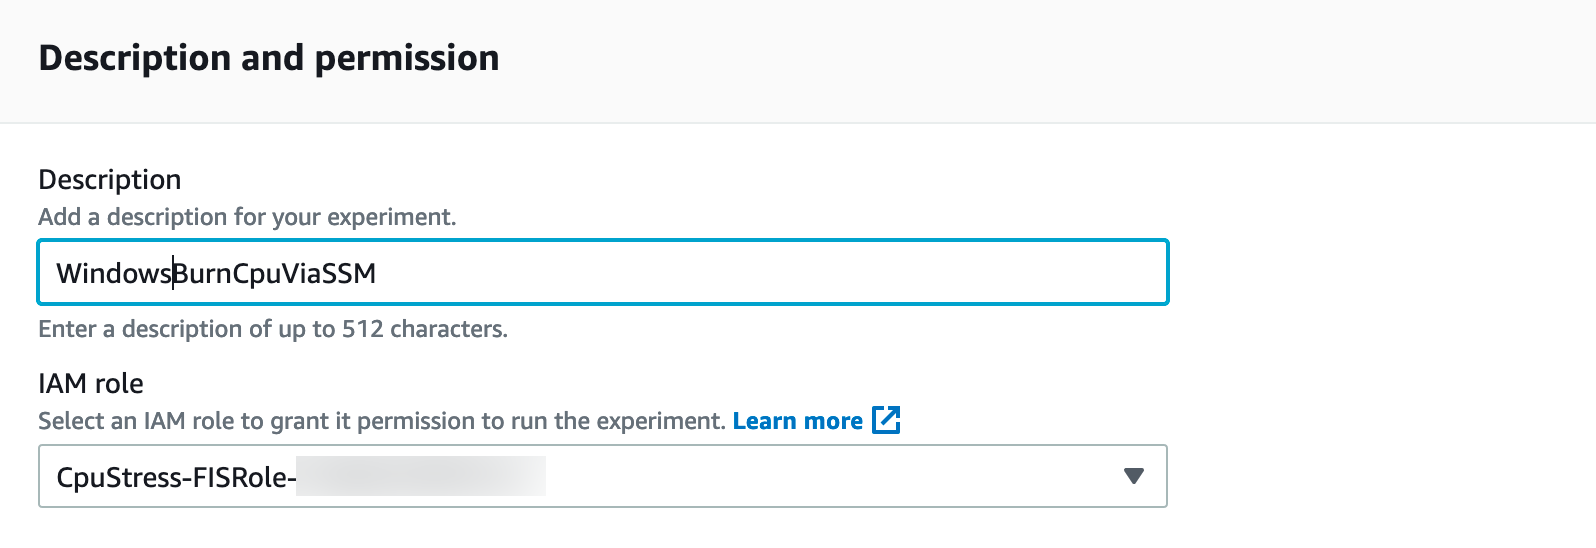 Description and permission
Description
Add a description for your experiment.
WindowsBurnCpuViaSSM
Enter a description of up to 512 characters.
IAM role
Select an IAM role to grant it permission to run the experiment. Learn more
CpuStress-FISRole-